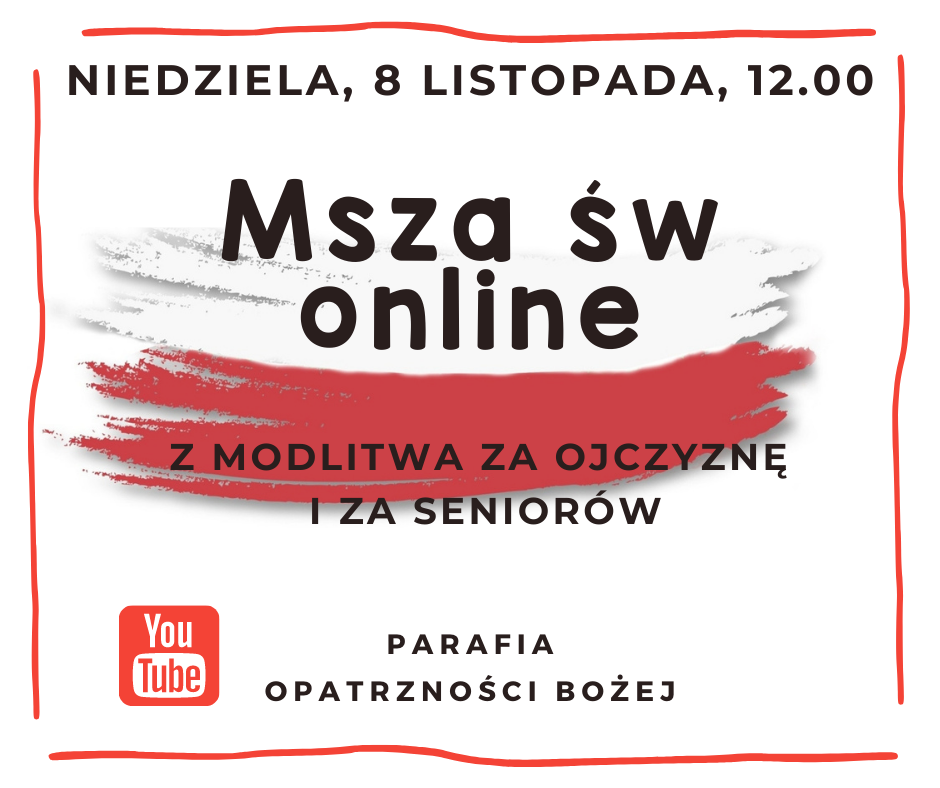 NIEDZIELA, 8 LISTOPADA, 12.00
Msza św
online
Z MODLITWA ZA OJCZYZNĘ
I ZA SENIORÓW
You
Tube
PARAFIA
OPATRZNOŚCI BOŻEJ